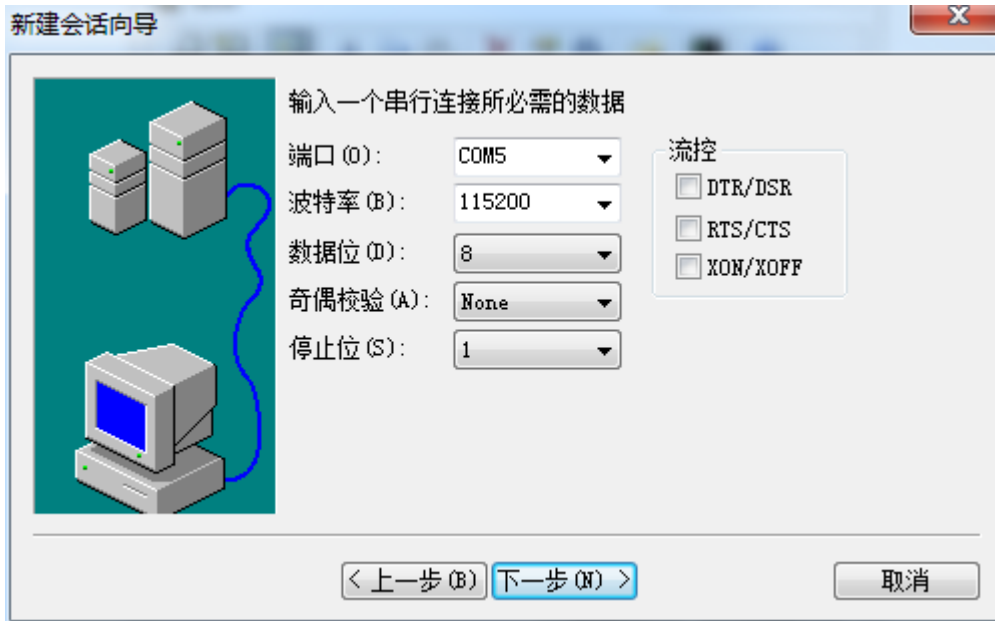 新建会话向导
输入一个串行连接所必需的数据
端口(O): COM5
波特率(B): 115200
数据位(D): 8
奇偶校验(A): None
停止位(S): 1
流控
DTR/DSR
RTS/CTS
XON/XOFF
< 上一步(B) 下一步(N) > 取消